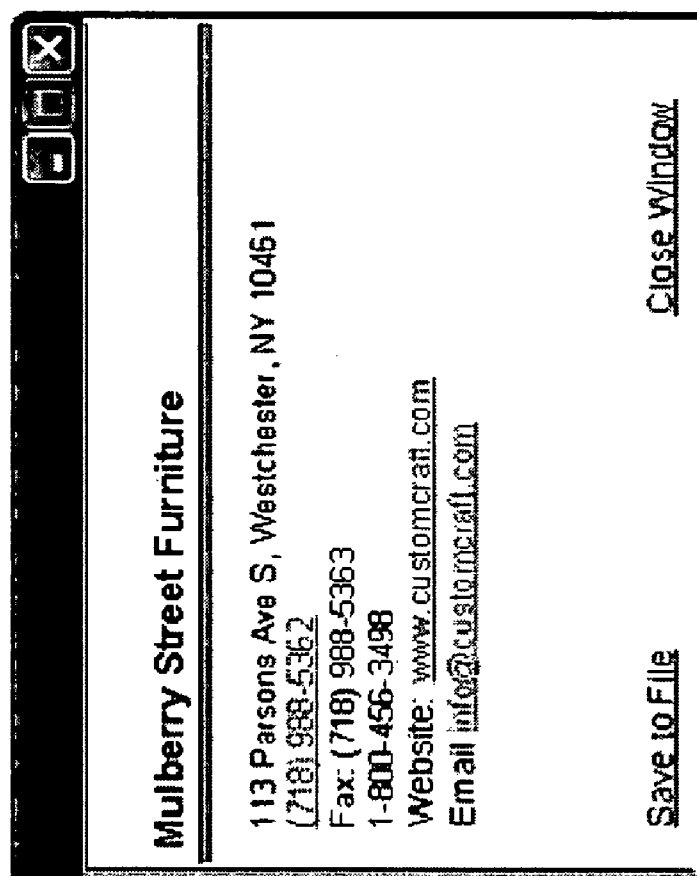 Mulberry Street Furniture
113 Parsons Ave S, Westchester, NY 10461
(718) 988-5362
Fax: (718) 988-5363
1-800-456-3498
Website: www.customcraft.com
Email info@customcraft.com
Save to File Close Window